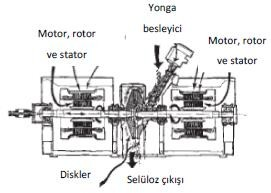 Yonga
besleyici
Motor, rotor
ve stator
Motor, rotor
ve stator
Diskler
Selüloz çıkışı